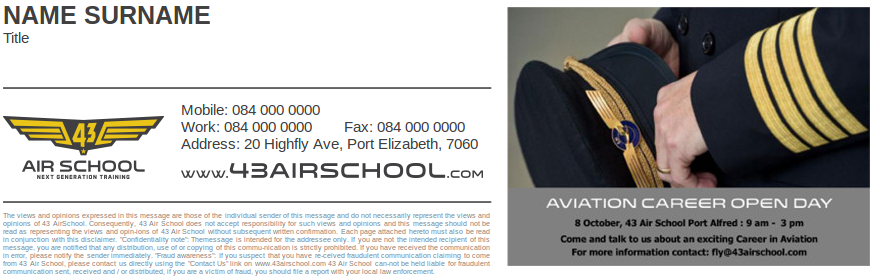 NAME SURNAME
Title
Mobile: 084 000 0000
Work: 084 000 0000 Fax: 084 000 0000
Address: 20 Highfly Ave, Port Elizabeth, 7060
43
AIR SCHOOL
NEXT GENERATION TRAINING
www.43AIRSCHOOL.com
The views and opinions expressed in this message are those of the individual sender of this message and do not necessarily represent the views and
opinions of 43 AirSchool. Consequently, 43 Air School does not accept responsibility for such views and opinions and this message should not be
read as representing the views and opin-ions of 43 Air School without subsequent written confirmation. Each page attached hereto must also be read
in conjunction with this disclaimer. "Confidentiality note": Themessage is intended for the addressee only. If you are not the intended recipient of this
message, you are notified that any distribution, use of or copying of this commu-nication is strictly prohibited. If you have received the communication
in error, please notify the sender immediately. "Fraud awareness": If you suspect that you have re-ceived fraudulent communication claiming to come
from 43 Air School, please contact us directly using the "Contact Us" link on www.43airschool.com 43 Air School can-not be held liable for fraudulent
communication sent, received and / or distributed, if you are a victim of fraud, you should file a report with your local law enforcement.
AVIATION CAREER OPEN DAY
8 October, 43 Air School Port Alfred : 9 am - 3 pm
Come and talk to us about an exciting Career in Aviation
For more information contact: fly@43airschool.com